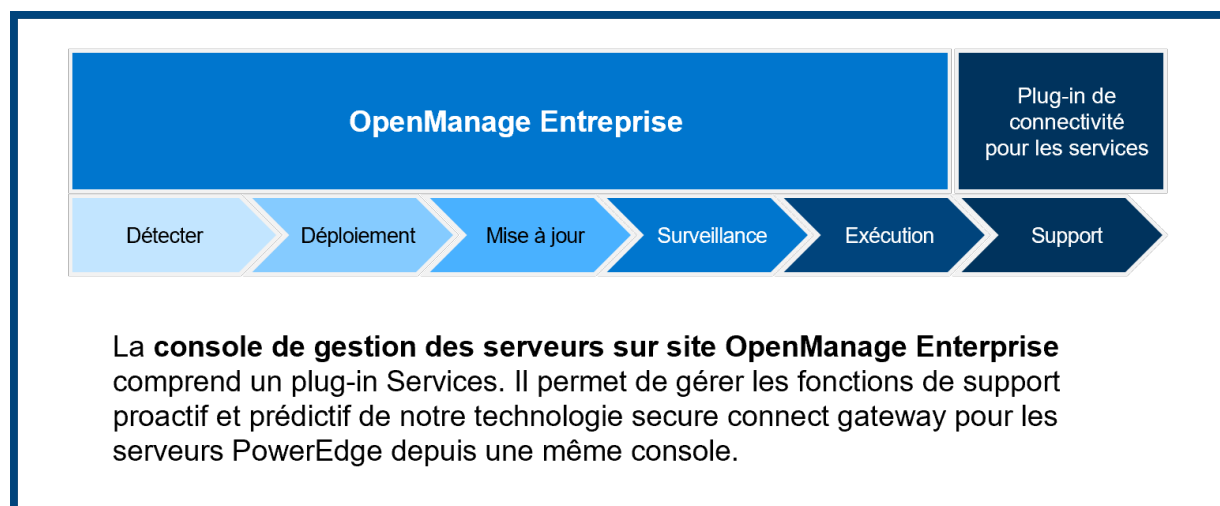 OpenManage Entreprise
Plug-in de
connectivité
pour les services
Détecter
Déploiement
Mise à jour
Surveillance
Exécution
Support
La console de gestion des serveurs sur site OpenManage Enterprise
comprend un plug-in Services. Il permet de gérer les fonctions de support
proactif et prédictif de notre technologie secure connect gateway pour les
serveurs PowerEdge depuis une même console.